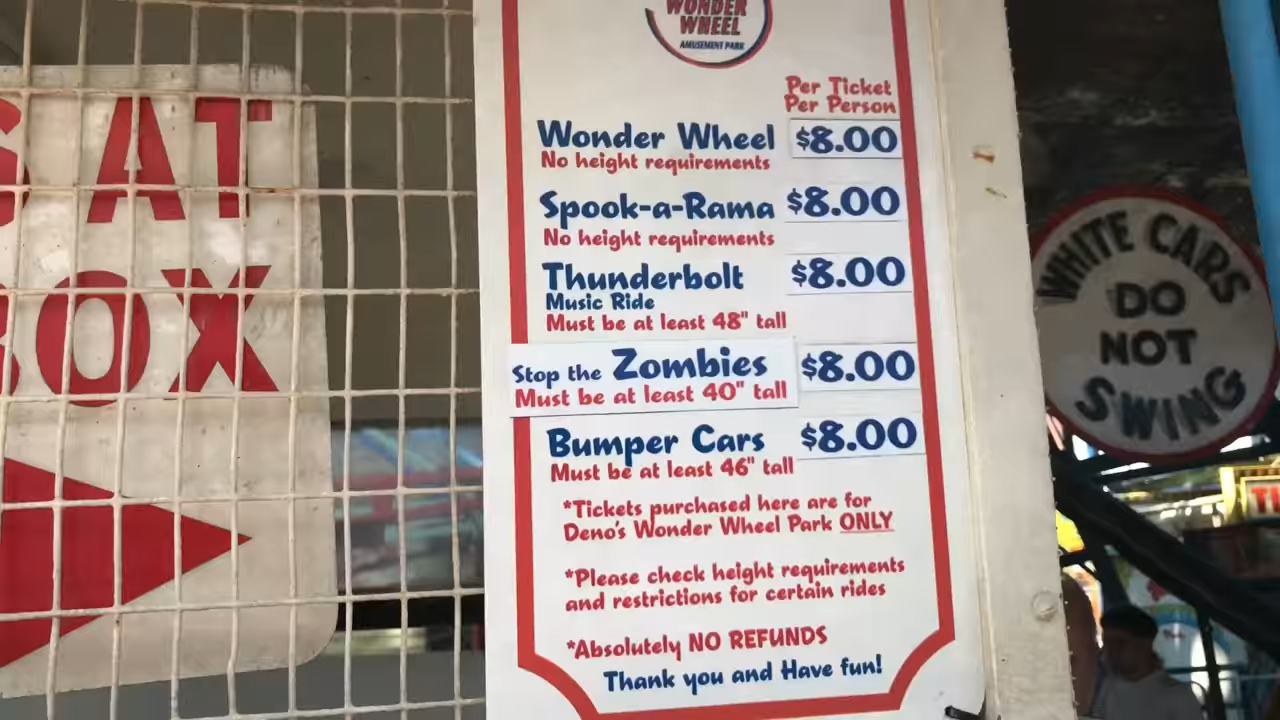 S AT
BOX
WONDER
WHEEL
AMUSEMENT PARK
Per Ticket
Per Person
Wonder Wheel $8.00
No height requirements
Spook-a-Rama $8.00
No height requirements
Thunderbolt $8.00
Music Ride
Must be at least 48" tall
Stop the Zombies $8.00
Must be at least 40" tall
Bumper Cars $8.00
Must be at least 46" tall
*Tickets purchased here are for
Deno's Wonder Wheel Park ONLY
*Please check height requirements
and restrictions for certain rides
*Absolutely NO REFUNDS
Thank you and Have fun!
WHITE CARS
DO
NOT
SWING